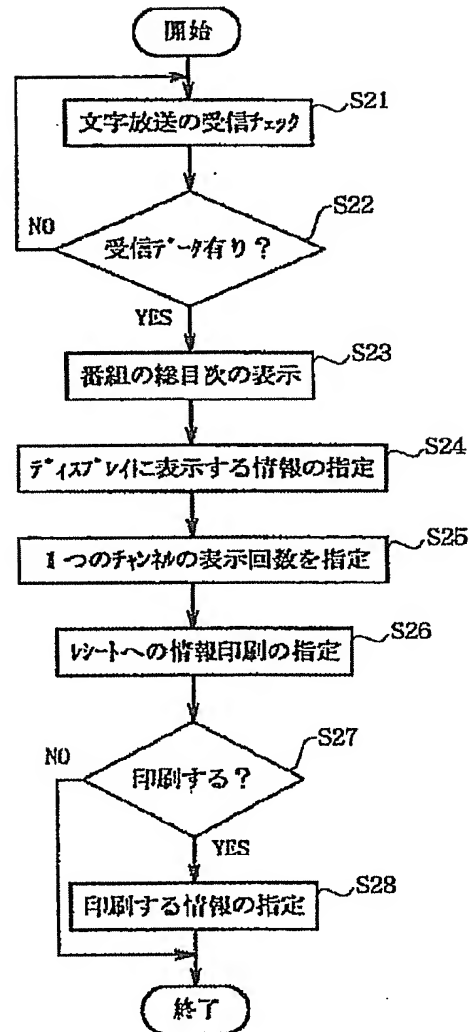 開始
S21
文字放送の受信ﾁｪｯｸ
S22
NO
受信ﾃﾞｰﾀ有り？
YES
S23
番組の総目次の表示
S24
ﾃﾞｨｽﾌﾟﾚｲに表示する情報の指定
S25
1つのﾁｬﾝﾈﾙの表示回数を指定
S26
ﾚｼｰﾄへの情報印刷の指定
S27
NO
印刷する？
YES
S28
印刷する情報の指定
終了